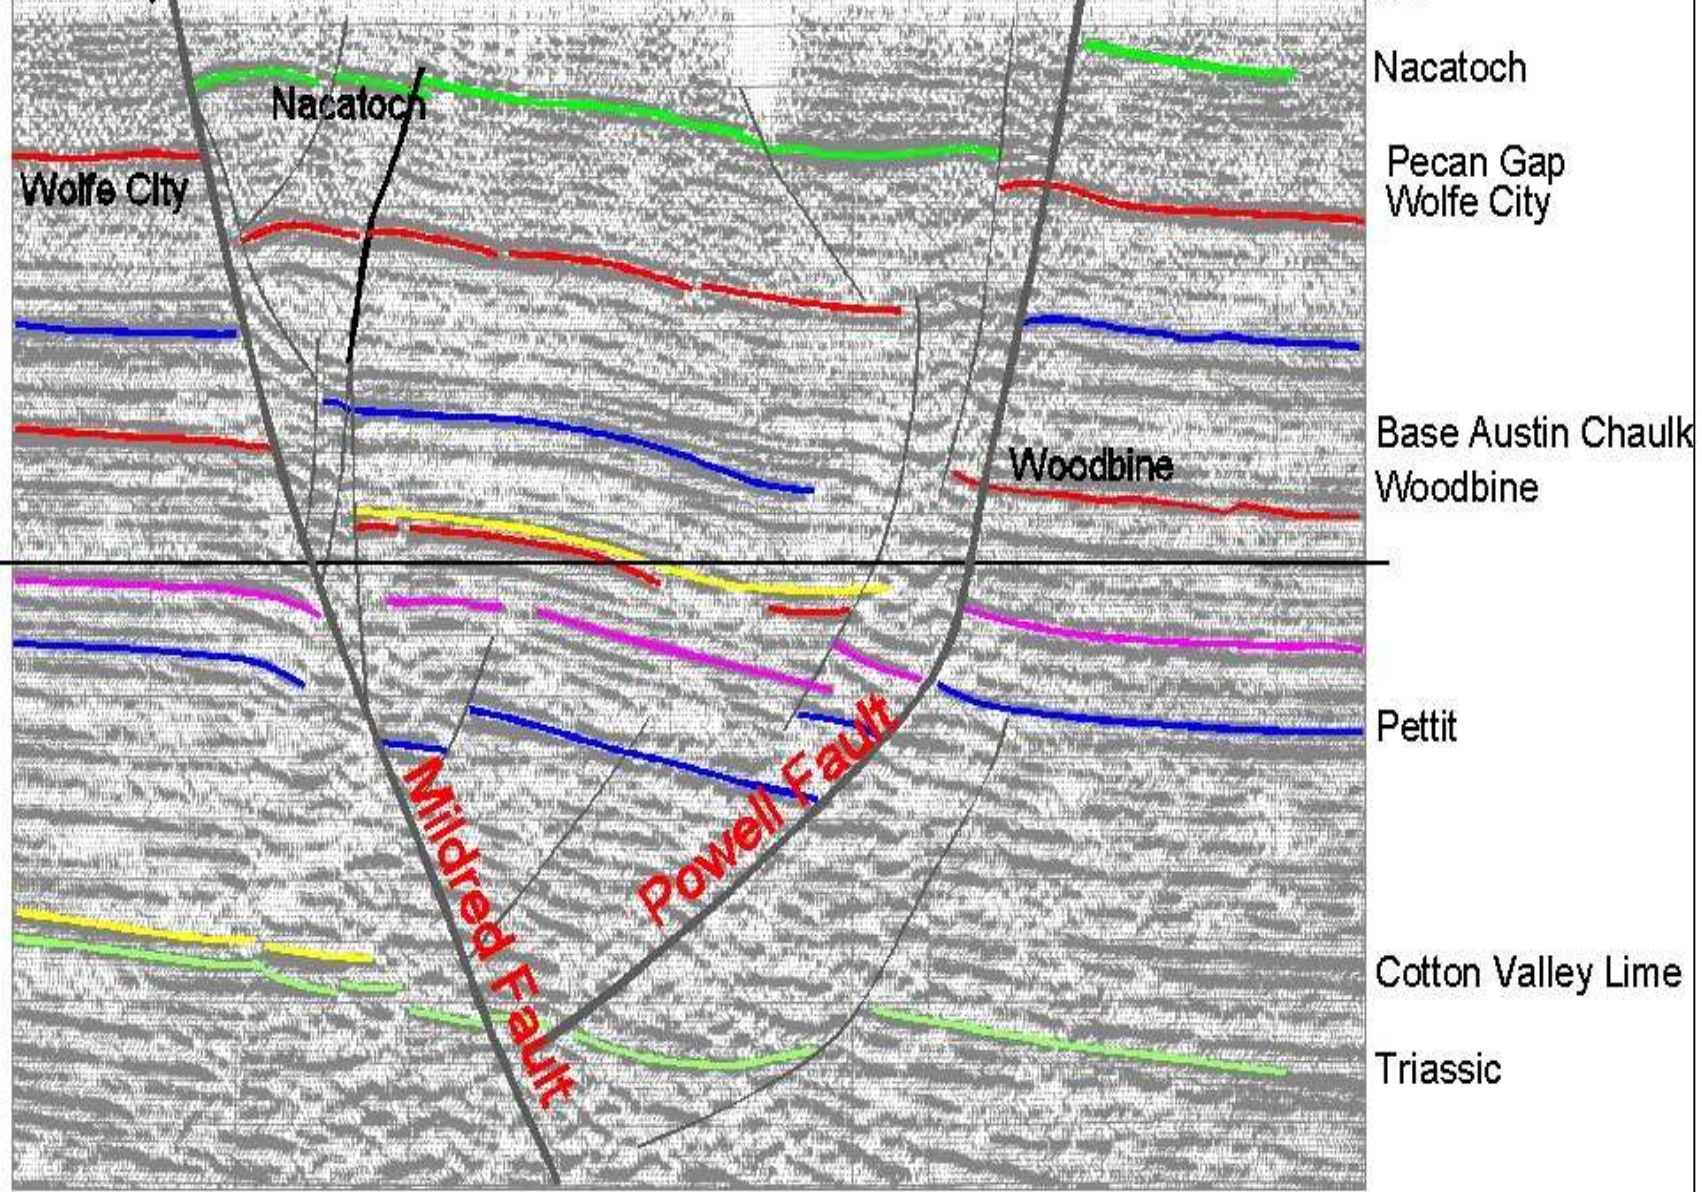 Nacatoch
Nacatoch
Pecan Gap
Wolfe City
Wolfe City
Base Austin Chaulk
Woodbine
Woodbine
Pettit
Powell Fault
Mildred Fault
Cotton Valley Lime
Triassic